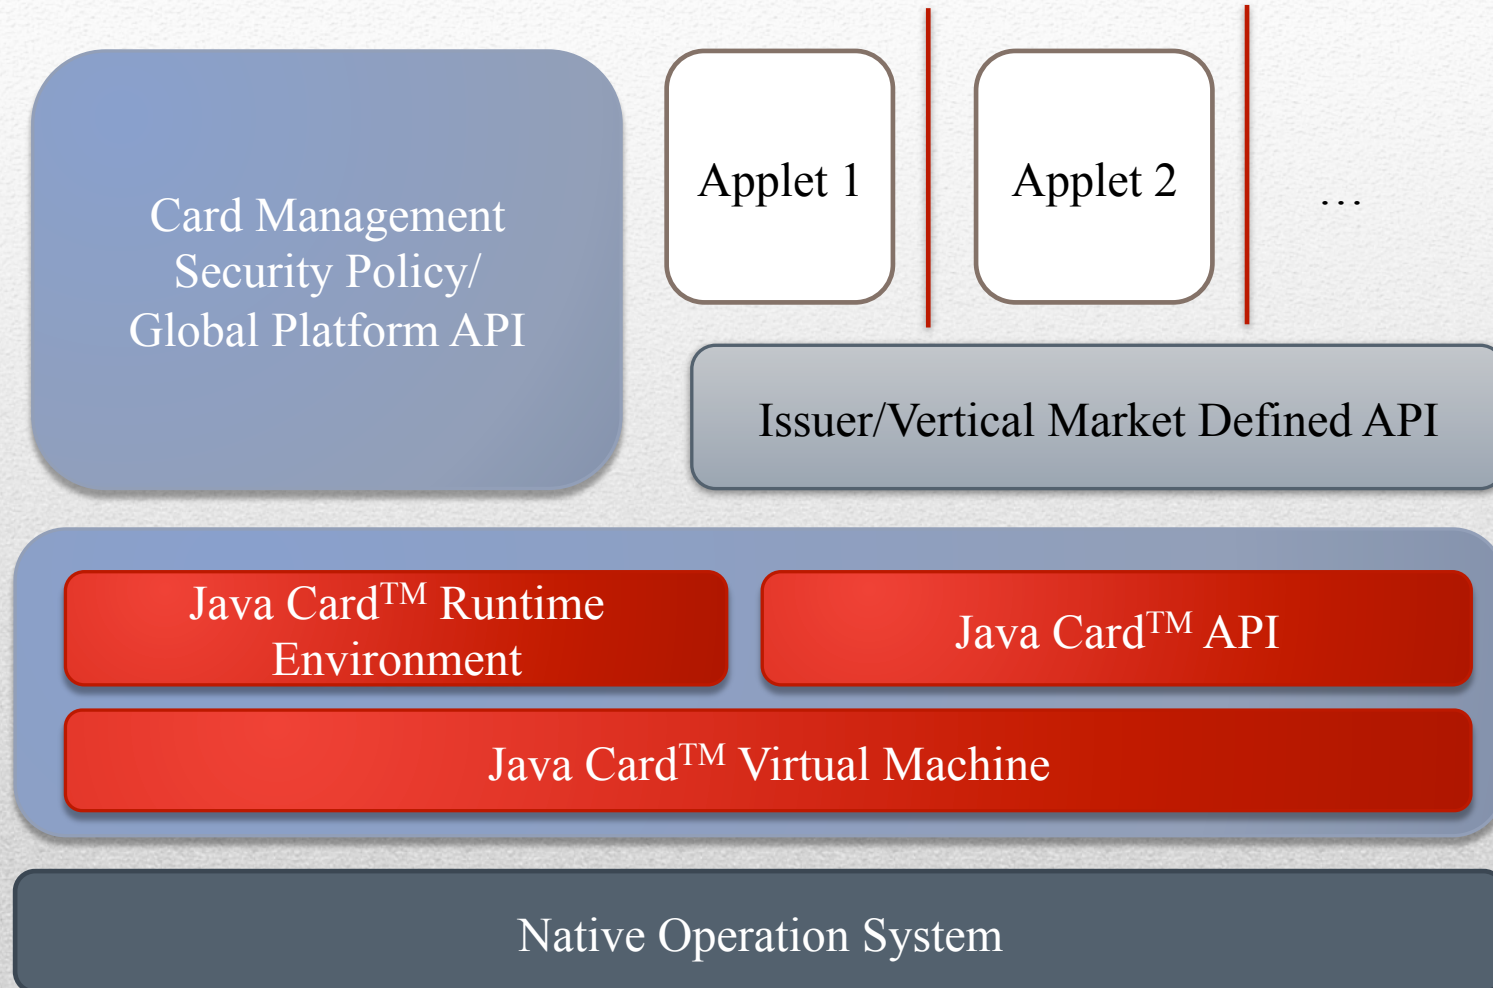 Card Management
Security Policy/
Global Platform API
Applet 1
Applet 2
…
Issuer/Vertical Market Defined API
Java Card™ Runtime
Environment
Java Card™ API
Java Card™ Virtual Machine
Native Operation System